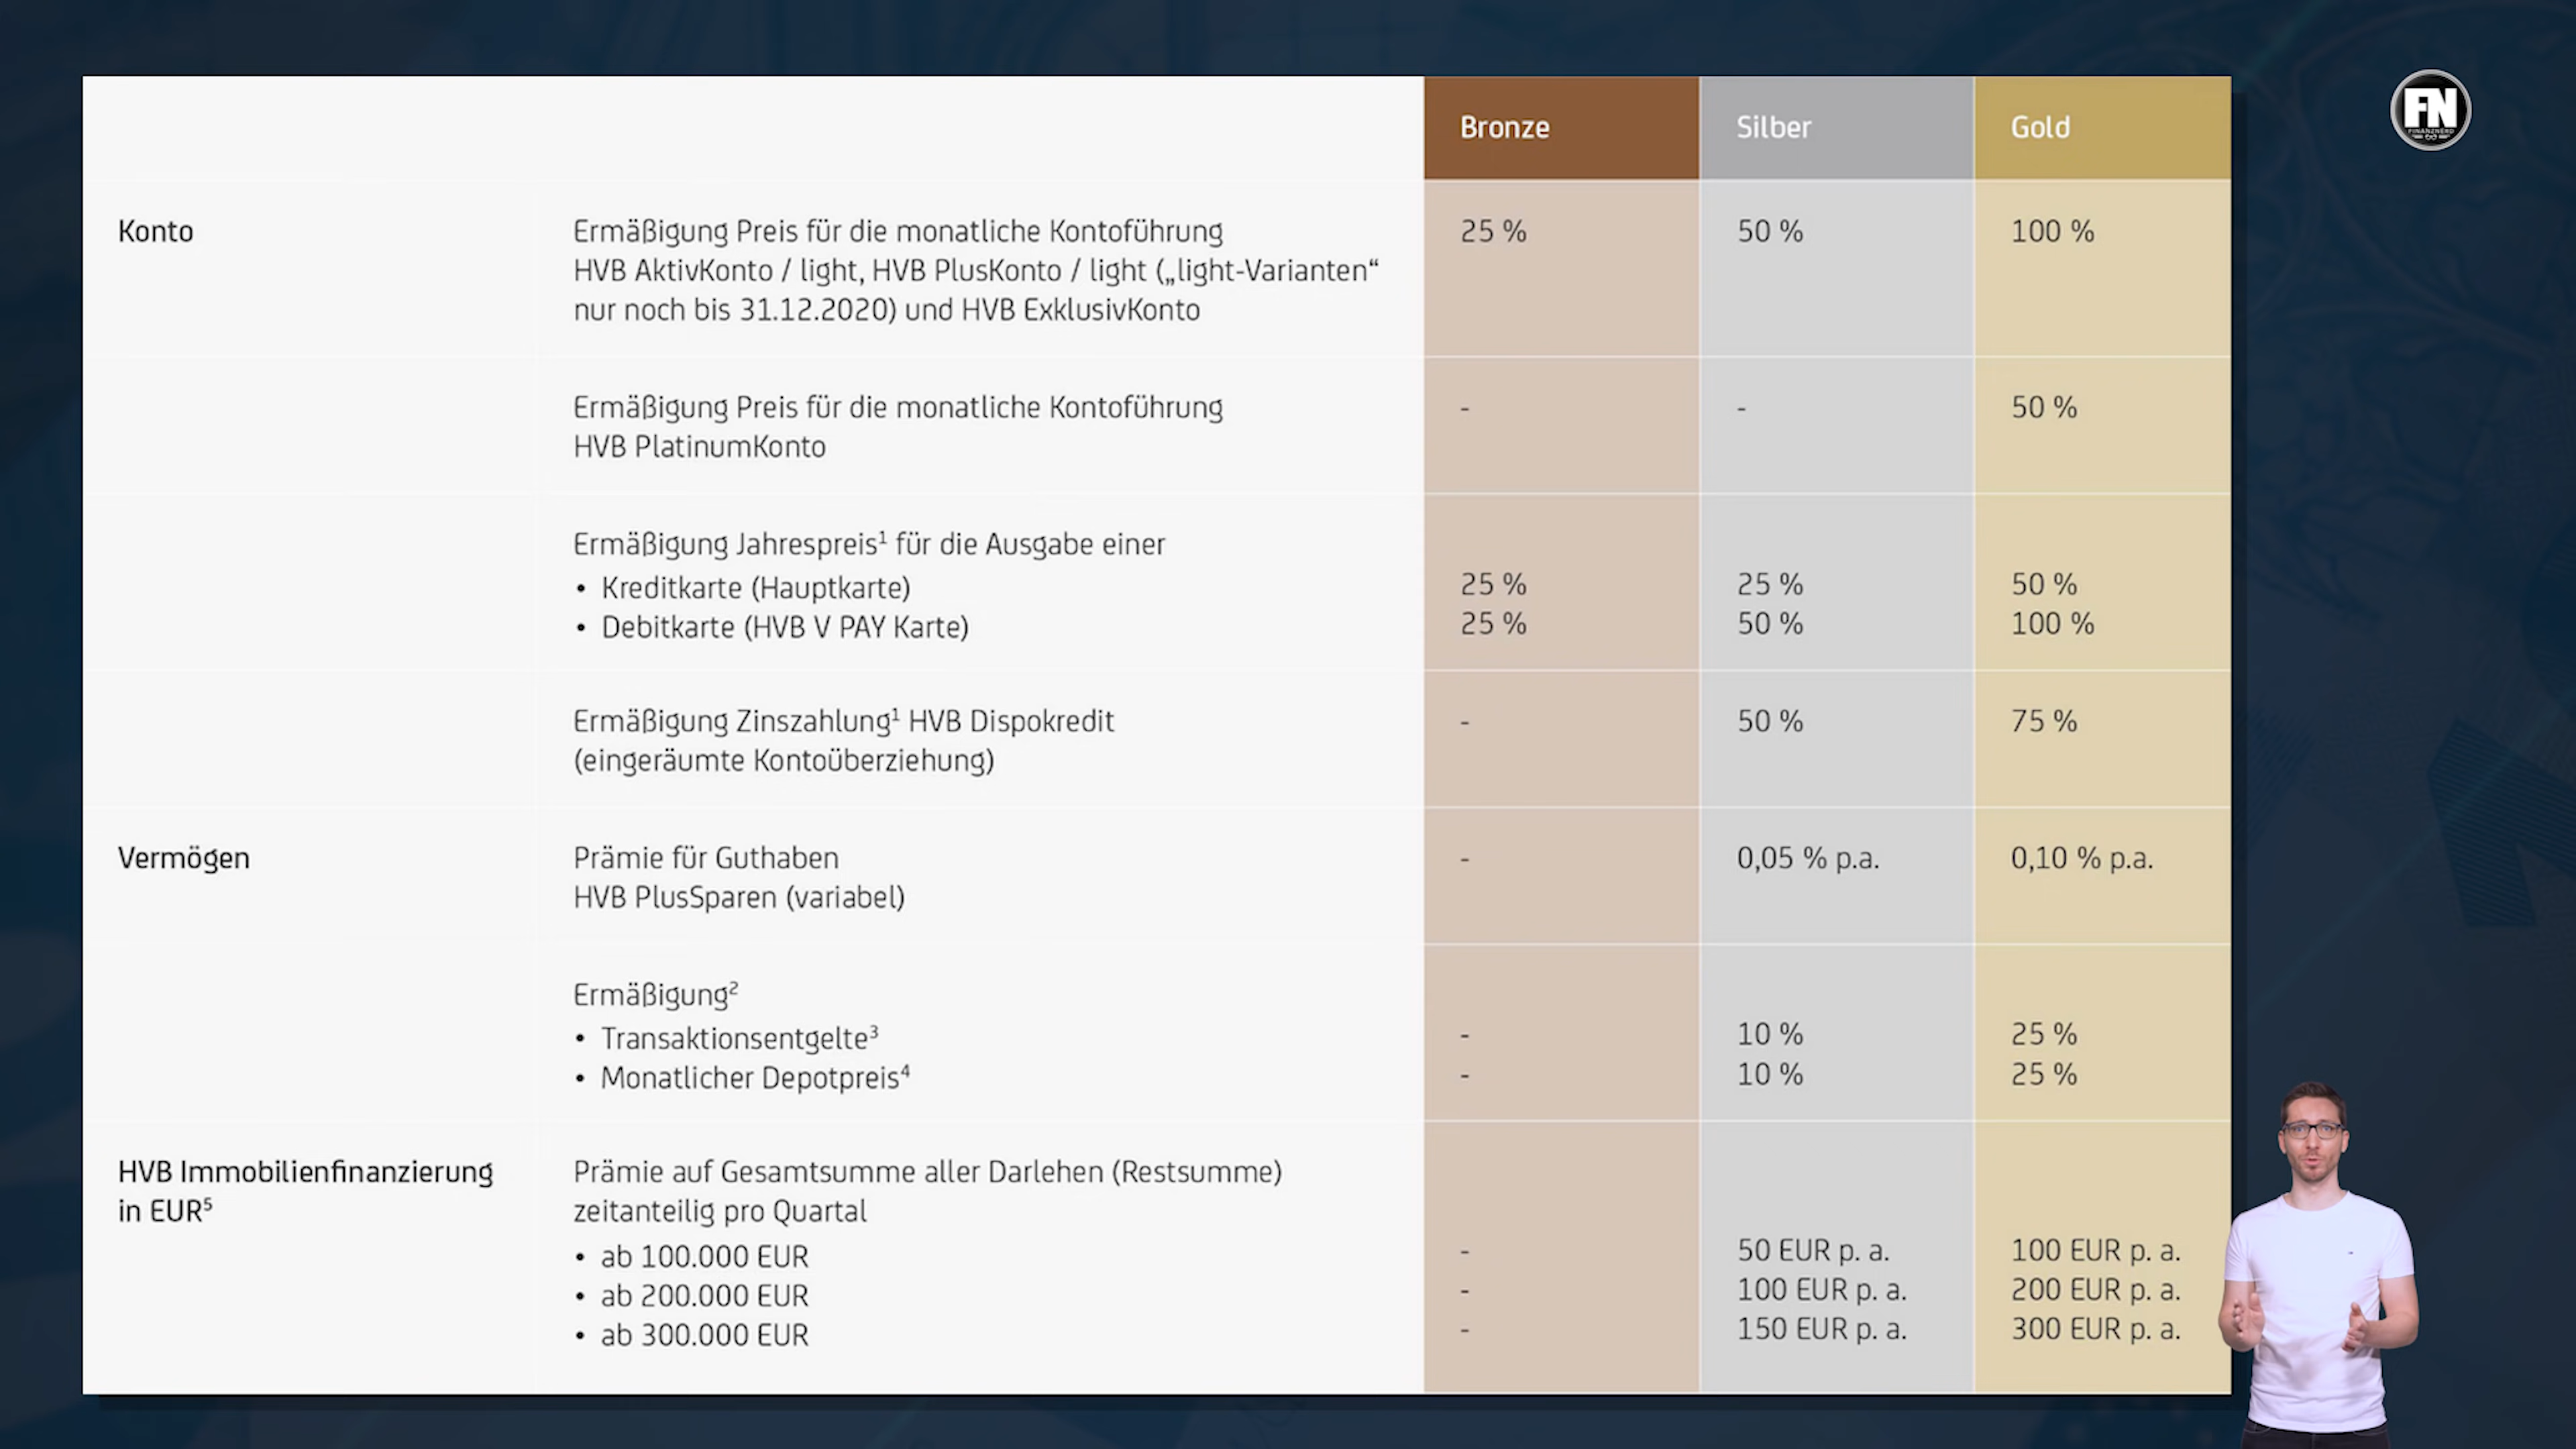 Bronze Silber Gold
FN
FINANZNERD
Konto Ermäßigung Preis für die monatliche Kontoführung 25 % 50 % 100 %
HVB AktivKonto / light, HVB PlusKonto / light („light-Varianten“
nur noch bis 31.12.2020) und HVB ExklusivKonto
Ermäßigung Preis für die monatliche Kontoführung - - 50 %
HVB PlatinumKonto
Ermäßigung Jahrespreis¹ für die Ausgabe einer
• Kreditkarte (Hauptkarte) 25 % 25 % 50 %
• Debitkarte (HVB V PAY Karte) 25 % 50 % 100 %
Ermäßigung Zinszahlung¹ HVB Dispokredit - 50 % 75 %
(eingeräumte Kontoüberziehung)
Vermögen Prämie für Guthaben - 0,05 % p.a. 0,10 % p.a.
HVB PlusSparen (variabel)
Ermäßigung²
• Transaktionsentgelte³ - 10 % 25 %
• Monatlicher Depotpreis⁴ - 10 % 25 %
HVB Immobilienfinanzierung Prämie auf Gesamtsumme aller Darlehen (Restsumme)
in EUR⁵ zeitanteilig pro Quartal
• ab 100.000 EUR - 50 EUR p. a. 100 EUR p. a.
• ab 200.000 EUR - 100 EUR p. a. 200 EUR p. a.
• ab 300.000 EUR - 150 EUR p. a. 300 EUR p. a.